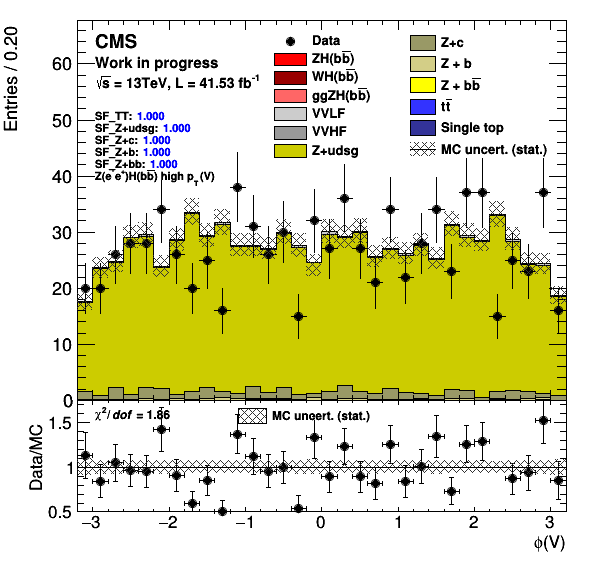 CMS
Work in progress
√s = 13TeV, L = 41.53 fb⁻¹
SF_TT: 1.000
SF_Z+udsg: 1.000
SF_Z+c: 1.000
SF_Z+b: 1.000
SF_Z+bb: 1.000
Z(e⁻e⁺)H(bb̅) high p_T(V)
Data
ZH(bb̅)
WH(bb̅)
ggZH(bb̅)
VVLF
VVHF
Z+udsg
Z+c
Z + b
Z + bb̅
tt̅
Single top
MC uncert. (stat.)
Entries / 0.20
60
50
40
30
20
10
0
χ²/dof = 1.86
MC uncert. (stat.)
Data/MC
1.5
1
0.5
−3 −2 −1 0 1 2 3
ϕ(V)